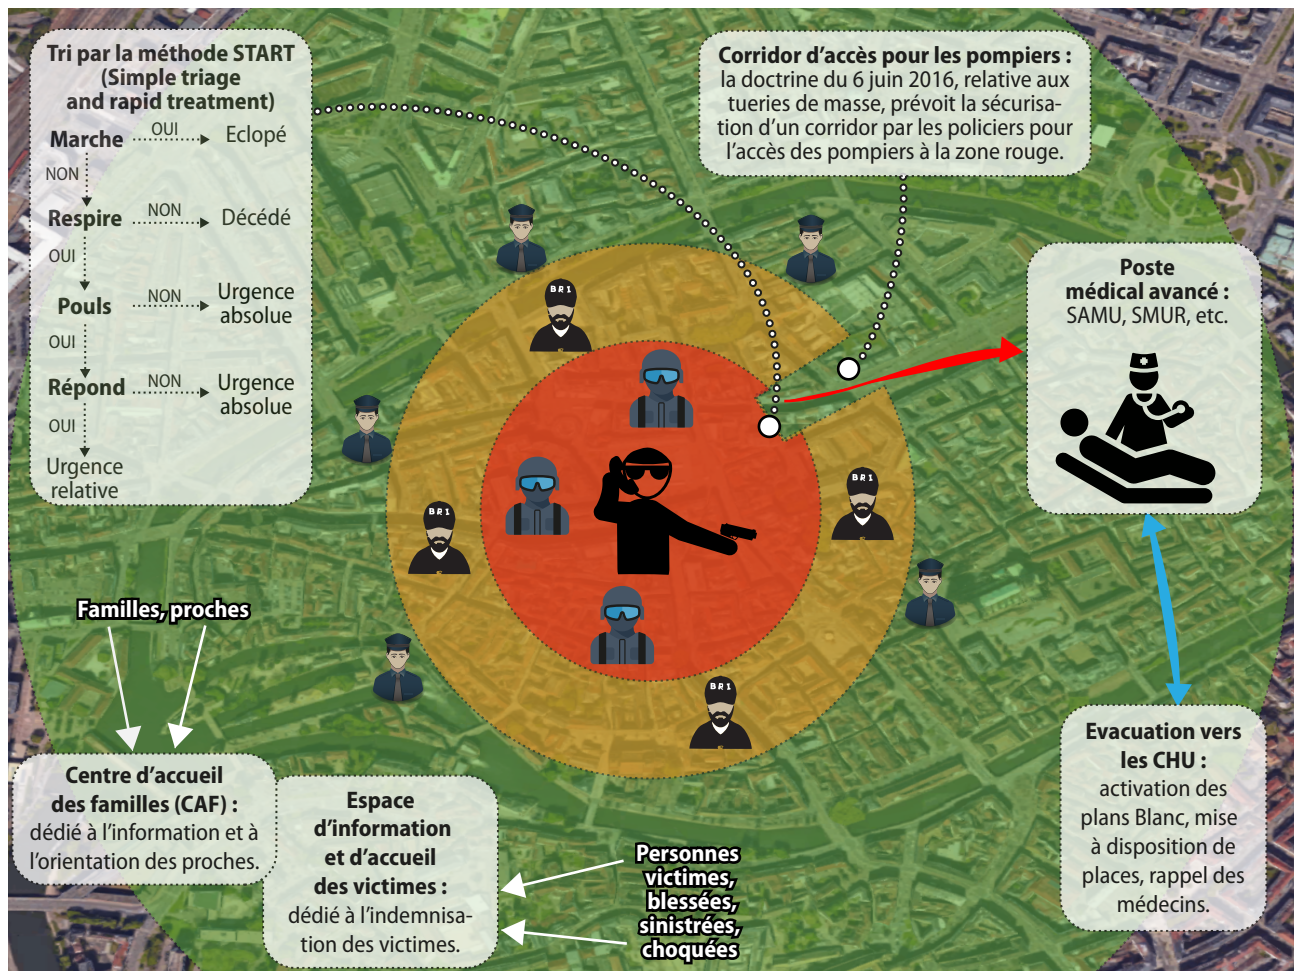 Tri par la méthode START
(Simple triage
and rapid treatment)
Marche
OUI
Eclopé
NON
Respire
NON
Décédé
OUI
Pouls
NON
Urgence
absolue
OUI
Répond
NON
Urgence
absolue
OUI
Urgence
relative
Corridor d’accès pour les pompiers :
la doctrine du 6 juin 2016, relative aux
tueries de masse, prévoit la sécurisa-
tion d’un corridor par les policiers pour
l’accès des pompiers à la zone rouge.
Poste
médical avancé :
SAMU, SMUR, etc.
BRI
BRI
BRI
BRI
Familles, proches
Centre d’accueil
des familles (CAF) :
dédié à l’information et à
l’orientation des proches.
Espace
d’information
et d’accueil
des victimes :
dédié à l’indemnisa-
tion des victimes.
Personnes
victimes,
blessées,
sinistrées,
choquées
Evacuation vers
les CHU :
activation des
plans Blanc, mise
à disposition de
places, rappel des
médecins.